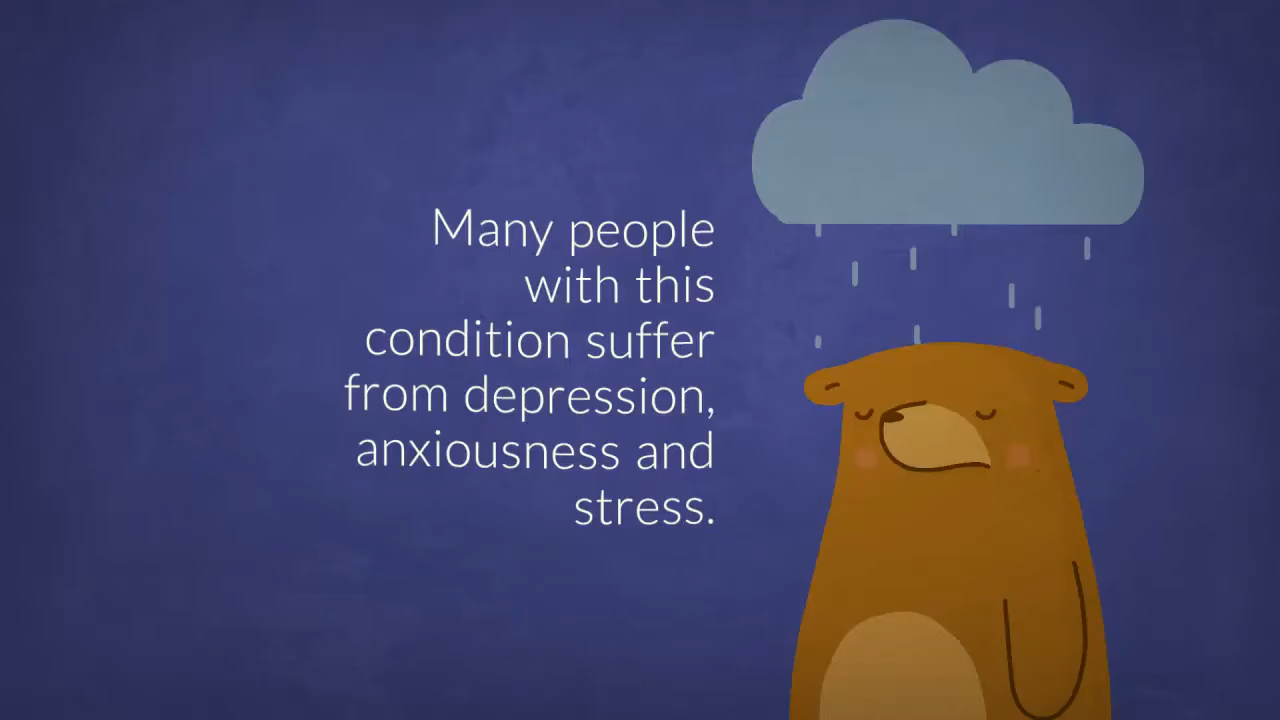 Many people
with this
condition suffer
from depression,
anxiousness and
stress.